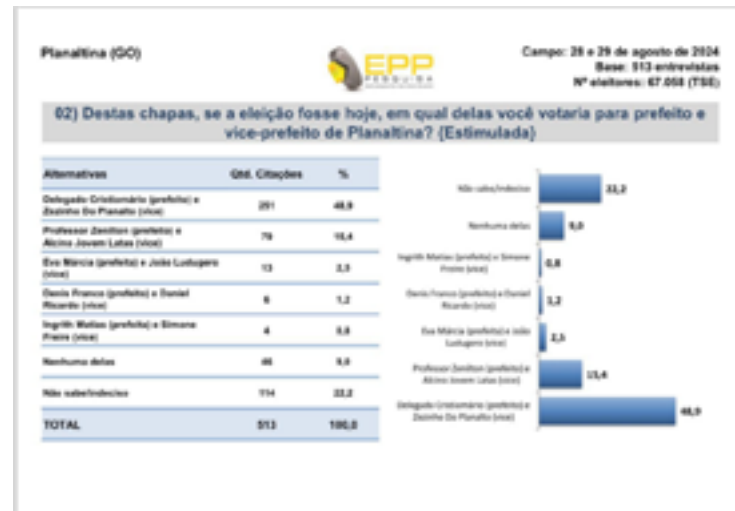 Planaltina (GO)
EPP
PESQUISA
Campo: 28 e 29 de agosto de 2024
Base: 513 entrevistas
Nº eleitores: 67.058 (TSE)
02) Destas chapas, se a eleição fosse hoje, em qual delas você votaria para prefeito e
vice-prefeito de Planaltina? {Estimulada}
Alternativas Qtd. Citações %
Delegado Cristiomário (prefeito) e
Zezinho Do Planalto (vice) 251 48,9
Professor Zenilton (prefeito) e
Alcino Jovem Latas (vice) 79 15,4
Eva Márcia (prefeita) e João Ludugero
(vice) 13 2,5
Denis Franco (prefeito) e Daniel
Ricardo (vice) 6 1,2
Ingrith Matias (prefeita) e Simone
Freire (vice) 4 0,8
Nenhuma delas 46 9,0
Não sabe/indeciso 114 22,2
TOTAL 513 100,0
Não sabe/indeciso 22,2
Nenhuma delas 9,0
Ingrith Matias (prefeita) e Simone
Freire (vice) 0,8
Denis Franco (prefeito) e Daniel
Ricardo (vice) 1,2
Eva Márcia (prefeita) e João
Ludugero (vice) 2,5
Professor Zenilton (prefeito) e
Alcino Jovem Latas (vice) 15,4
Delegado Cristiomário (prefeito) e
Zezinho Do Planalto (vice) 48,9